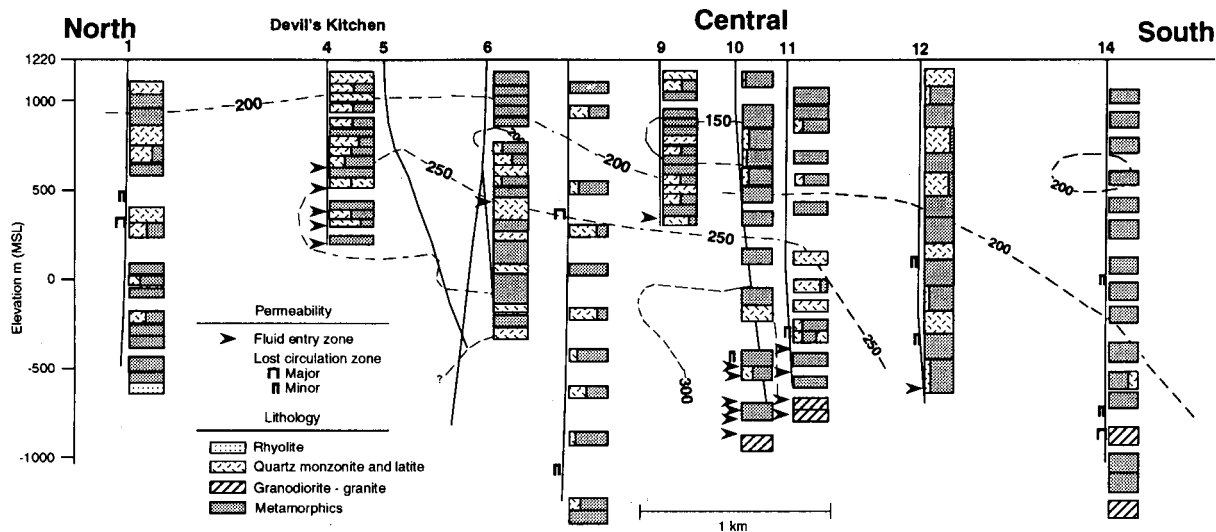 North
Devil's Kitchen
Central
South
1
4
5
6
9
10
11
12
14
1220
1000
500
0
-500
-1000
Elevation m (MSL)
200
200
250
200
150
250
200
250
200
300
?
Permeability
Fluid entry zone
Lost circulation zone
Major
Minor
Lithology
Rhyolite
Quartz monzonite and latite
Granodiorite - granite
Metamorphics
1 km